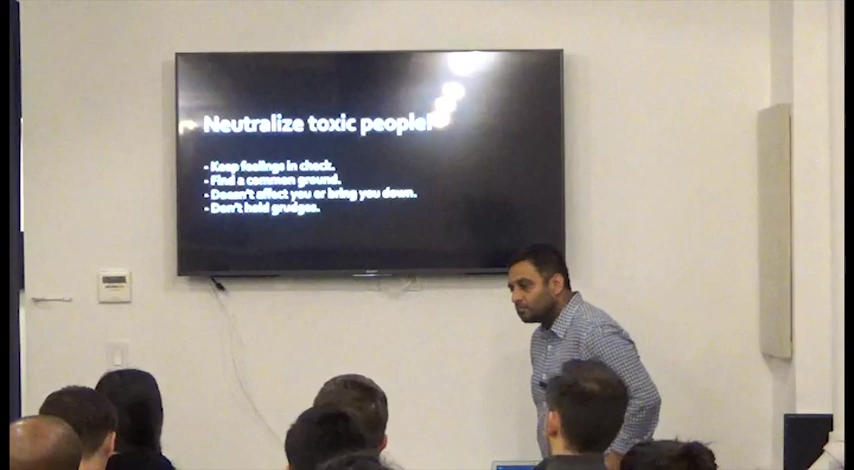 Neutralize toxic people!
- Keep feelings in check.
- Find a common ground.
- Doesn't affect you or bring you down.
- Don't hold grudges.